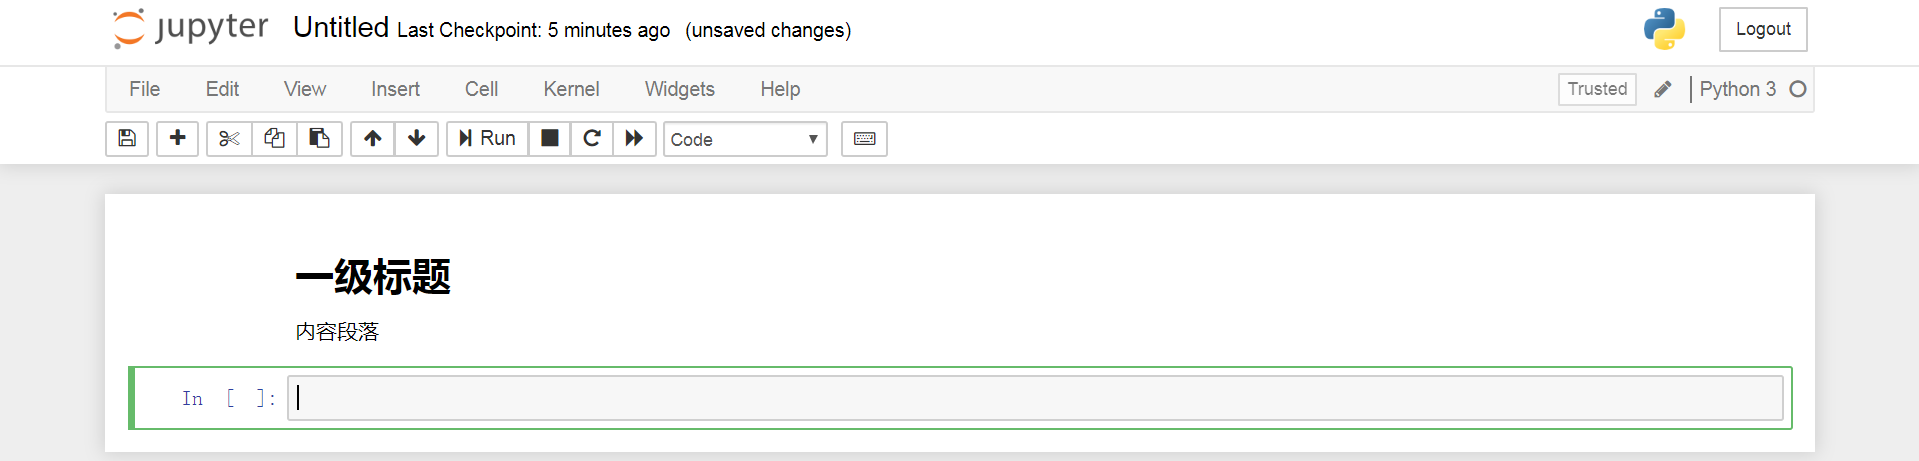 jupyter Untitled Last Checkpoint: 5 minutes ago (unsaved changes) Logout
File Edit View Insert Cell Kernel Widgets Help Trusted Python 3
Run Code
一级标题
内容段落
In [ ]: